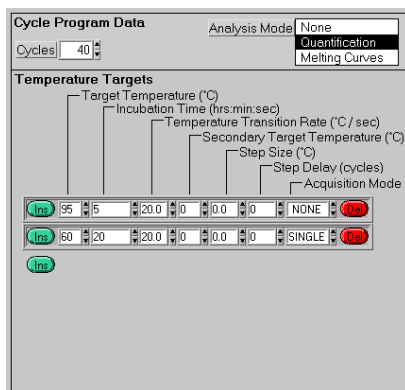 Cycle Program Data
Cycles 40
Analysis Mode None
Quantification
Melting Curves
Temperature Targets
Target Temperature (°C)
Incubation Time (hrs:min:sec)
Temperature Transition Rate (°C / sec)
Secondary Target Temperature (°C)
Step Size (°C)
Step Delay (cycles)
Acquisition Mode
Ins 95 5 20.0 0 0.0 0 NONE Del
Ins 60 20 20.0 0 0.0 0 SINGLE Del
Ins